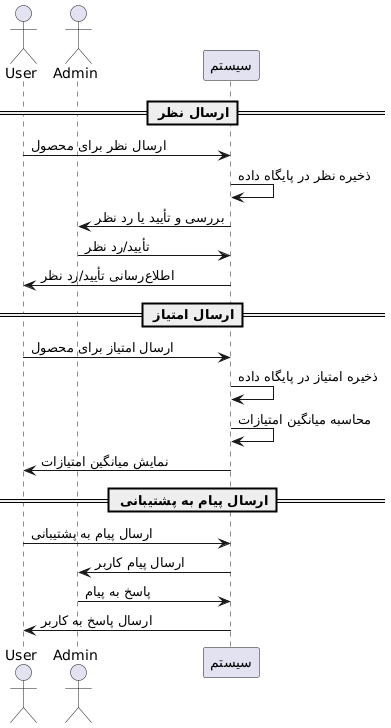 User
Admin
سیستم
ارسال نظر
ارسال نظر برای محصول
ذخیره نظر در پایگاه داده
بررسی و تأیید یا رد نظر
تأیید/رد نظر
اطلاع‌رسانی تأیید/رد نظر
ارسال امتیاز
ارسال امتیاز برای محصول
ذخیره امتیاز در پایگاه داده
محاسبه میانگین امتیازات
نمایش میانگین امتیازات
ارسال پیام به پشتیبانی
ارسال پیام به پشتیبانی
ارسال پیام کاربر
پاسخ به پیام
ارسال پاسخ به کاربر
User
Admin
سیستم